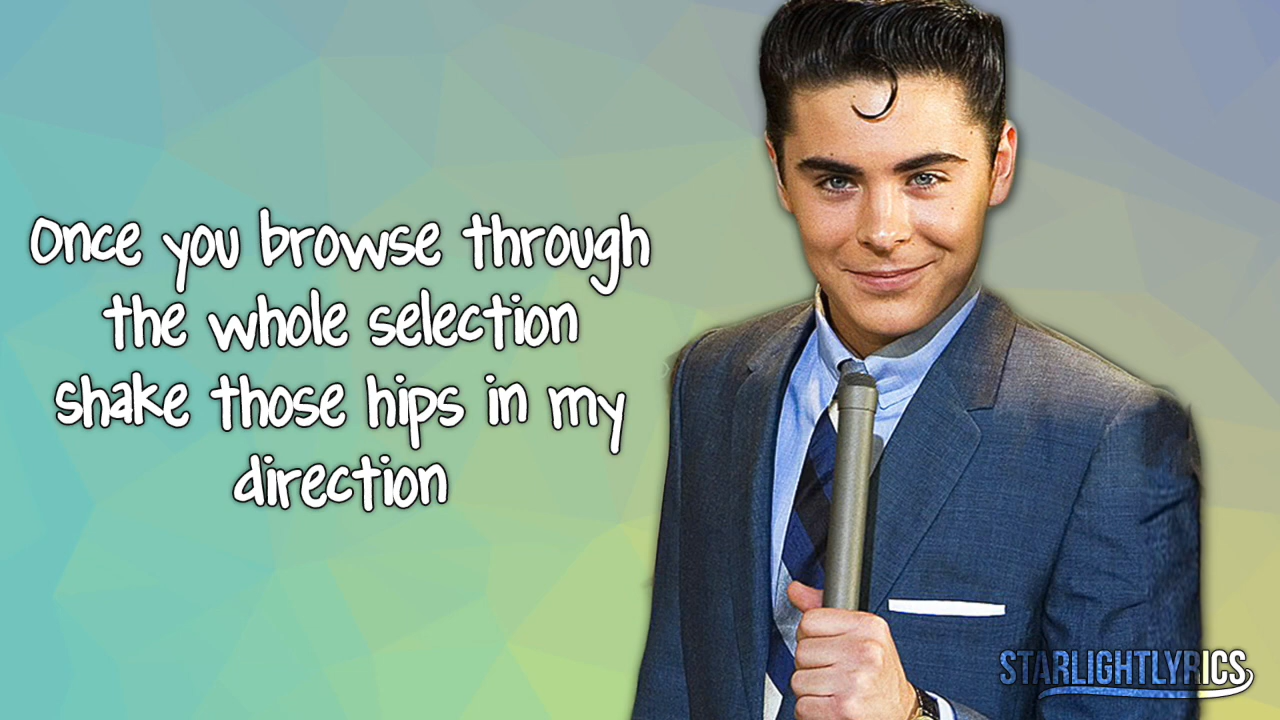 Once you browse through
the whole selection
shake those hips in my
direction
STARLIGHTLYRICS